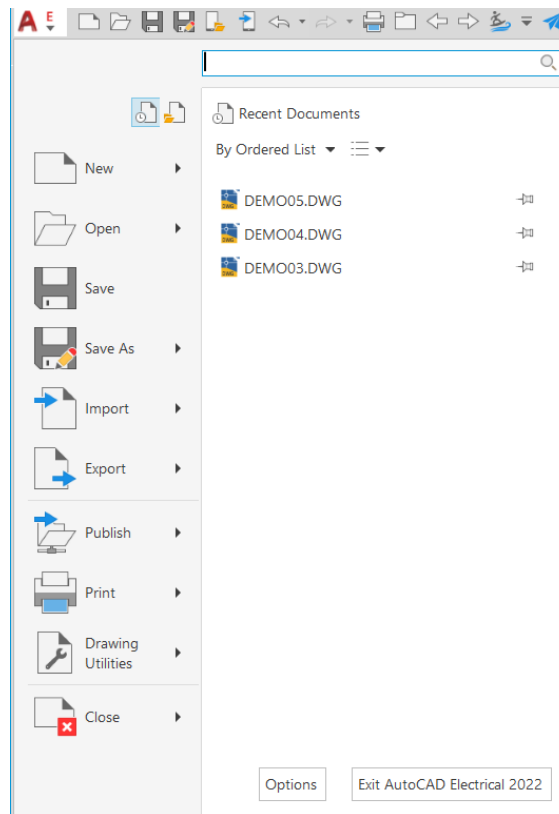 A E
Recent Documents
By Ordered List
New
Open
Save
Save As
Import
Export
Publish
Print
Drawing
Utilities
Close
DEMO05.DWG
DEMO04.DWG
DEMO03.DWG
Options
Exit AutoCAD Electrical 2022